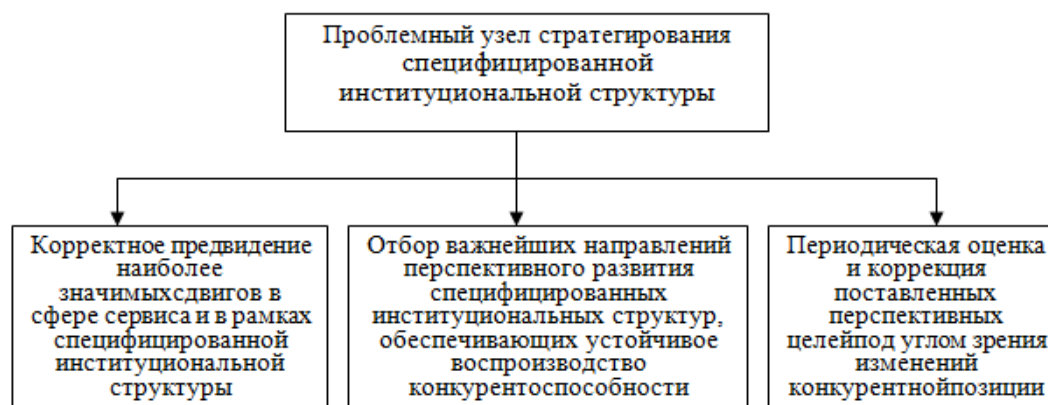 Проблемный узел стратегирования
специфицированной
институциональной структуры
Корректное предвидение
наиболее
значимыхсдвигов в
сфере сервиса и в рамках
специфицированной
институциональной
структуры
Отбор важнейших направлений
перспективного развития
специфицированных
институциональных структур,
обеспечивающих устойчивое
воспроизводство
конкурентоспособности
Периодическая оценка
и коррекция
поставленных
перспективных
целейпод углом зрения
изменений
конкурентнойпозиции